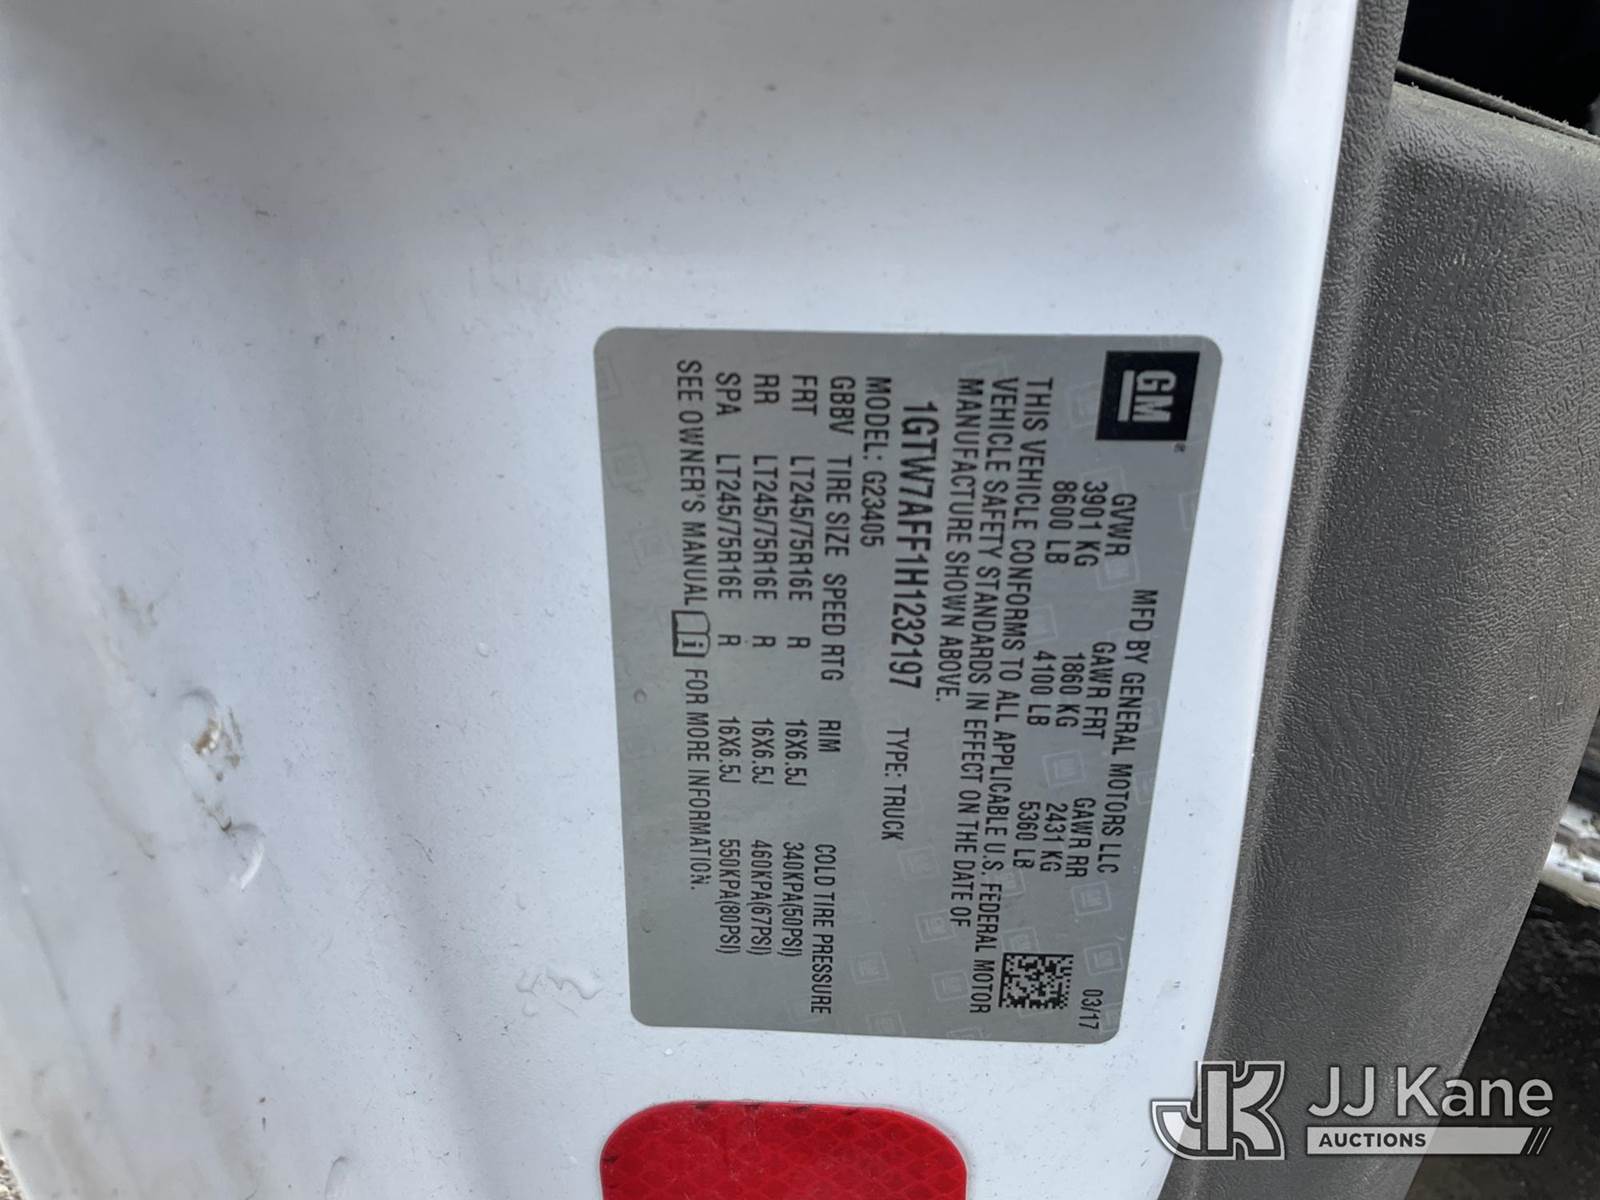 GM
MFD BY GENERAL MOTORS LLC 03/17
GVWR GAWR FRT GAWR RR
3901 KG 1860 KG 2431 KG
8600 LB 4100 LB 5360 LB
THIS VEHICLE CONFORMS TO ALL APPLICABLE U.S. FEDERAL MOTOR
VEHICLE SAFETY STANDARDS IN EFFECT ON THE DATE OF
MANUFACTURE SHOWN ABOVE.
1GTW7AFF1H1232197 TYPE: TRUCK
MODEL: G23405
GBBV TIRE SIZE SPEED RTG RIM COLD TIRE PRESSURE
FRT LT245/75R16E R 16X6.5J 340KPA(50PSI)
RR LT245/75R16E R 16X6.5J 460KPA(67PSI)
SPA LT245/75R16E R 16X6.5J 550KPA(80PSI)
SEE OWNER'S MANUAL i FOR MORE INFORMATION.
JK JJ Kane
AUCTIONS